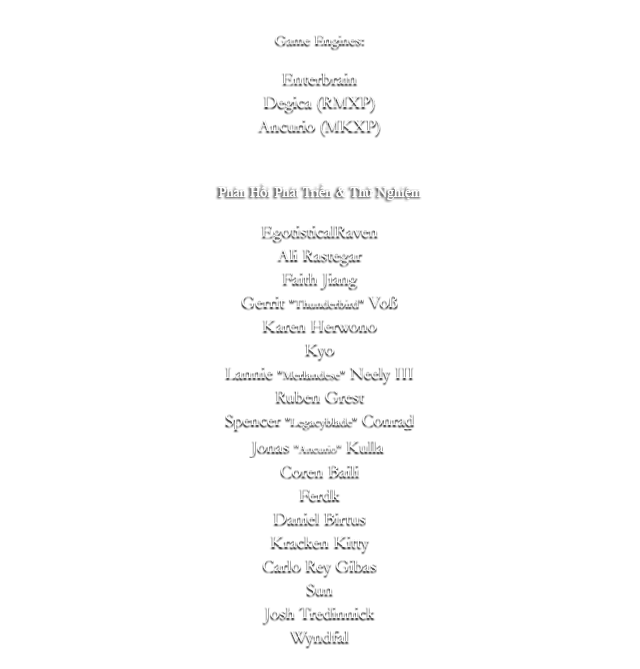 Game Engines:
Enterbrain
Degica (RMXP)
Ancurio (MKXP)
Phản Hồi Phát Triển & Thử Nghiệm
EgotisticalRaven
Ali Rastegar
Faith Jiang
Gerrit "Thunderbird" Voß
Karen Herwono
Kyo
Lannie "Merlandese" Neely III
Ruben Grest
Spencer "Legacyblade" Conrad
Jonas "Ancurio" Kulla
Coren Baili
Ferdk
Daniel Birtus
Kracken Kitty
Carlo Rey Gibas
Sun
Josh Tredinnick
Wyndfal